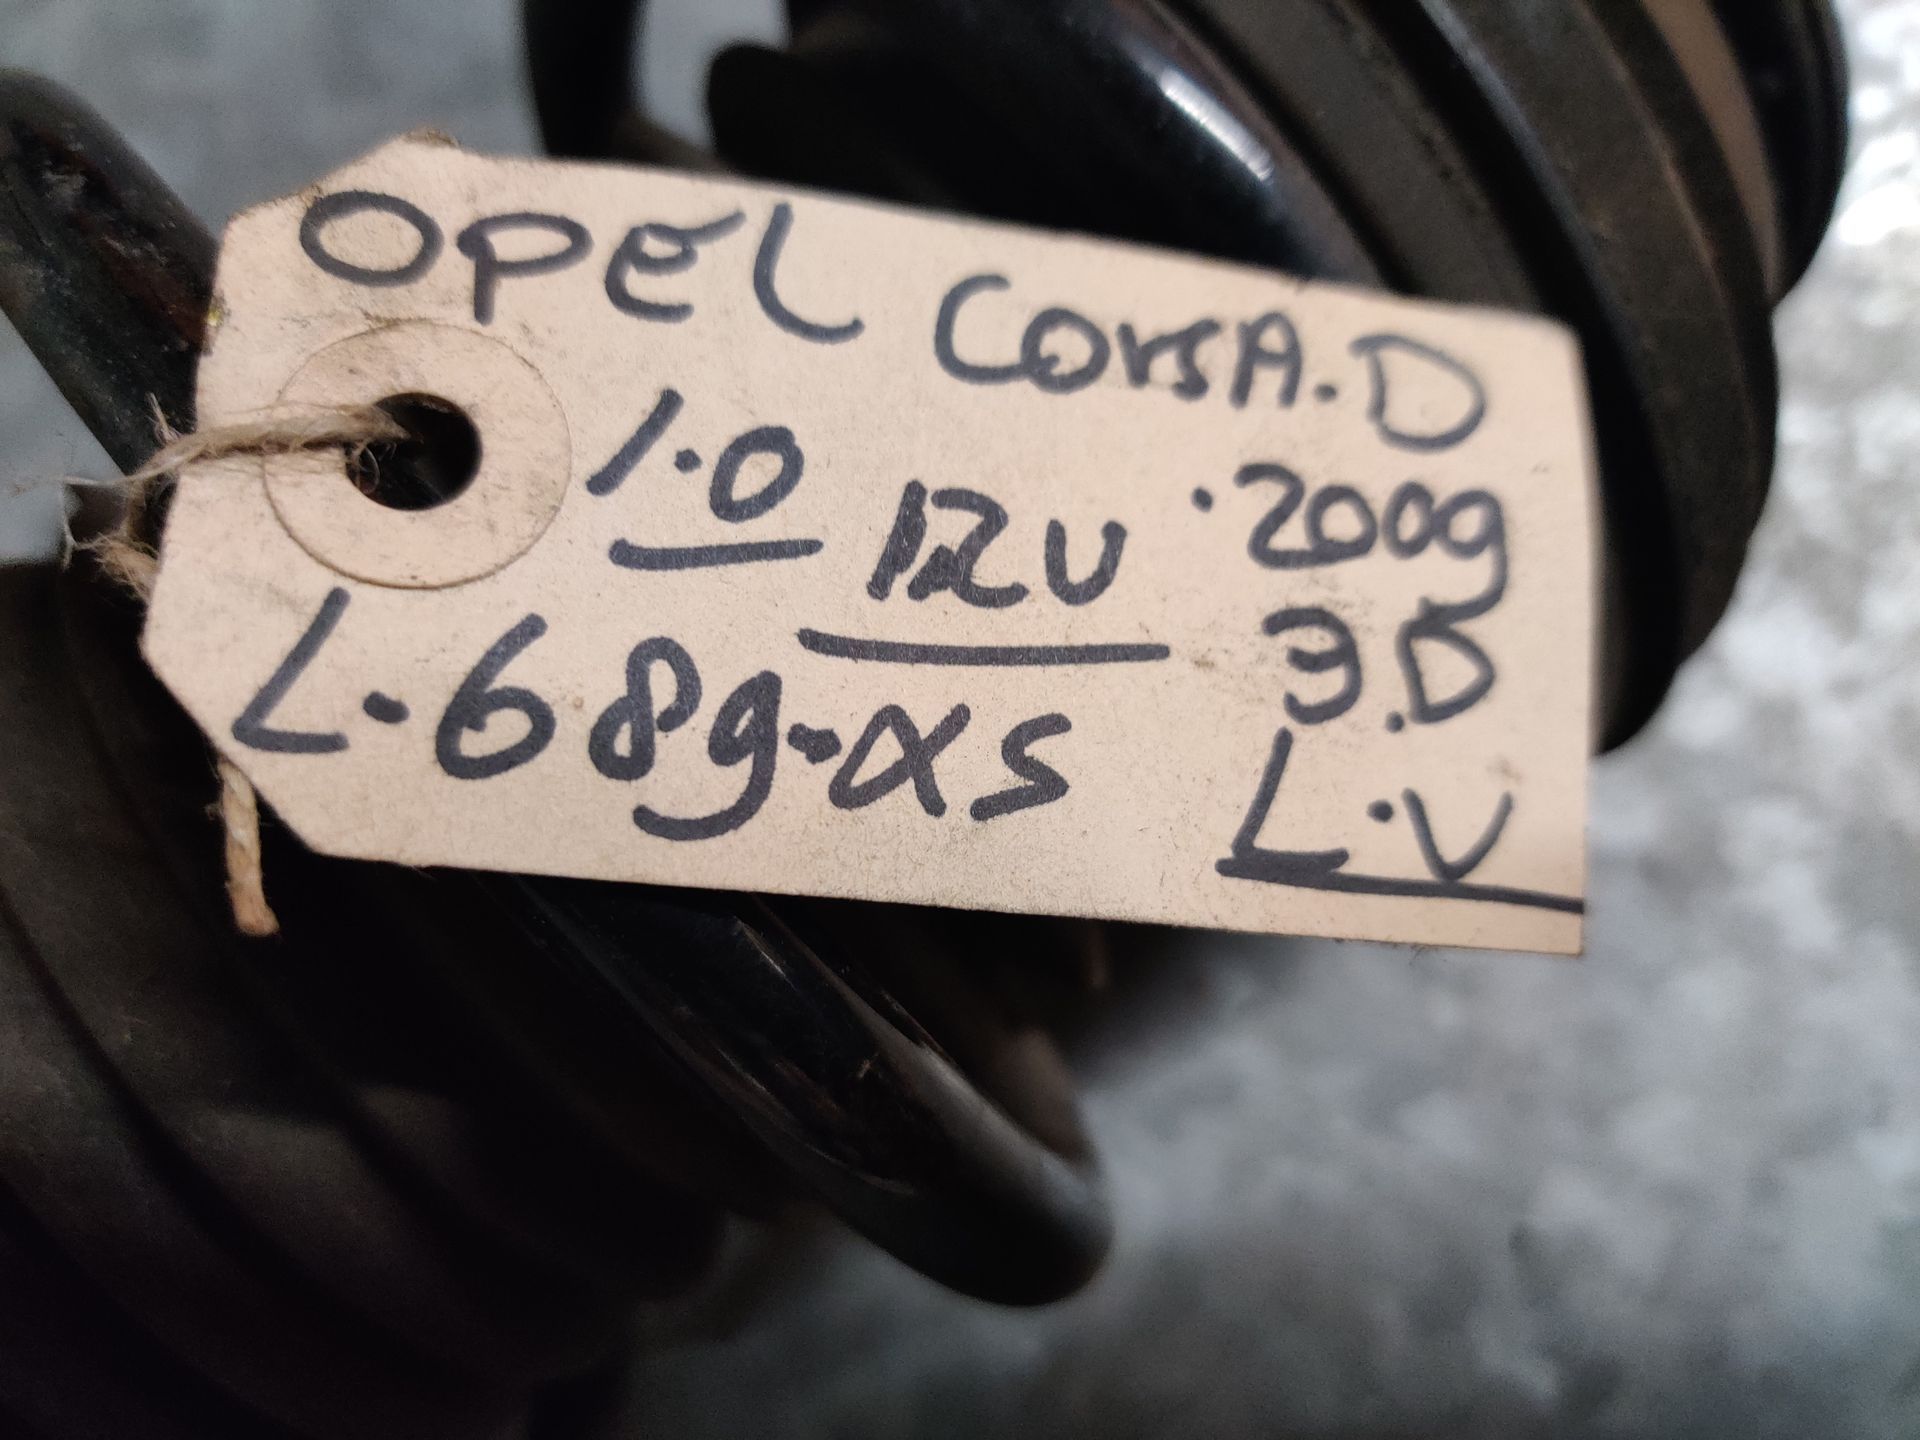 OPEL CorsA.D
1.0 12V .2009
L.689-XS 3.D
L.V